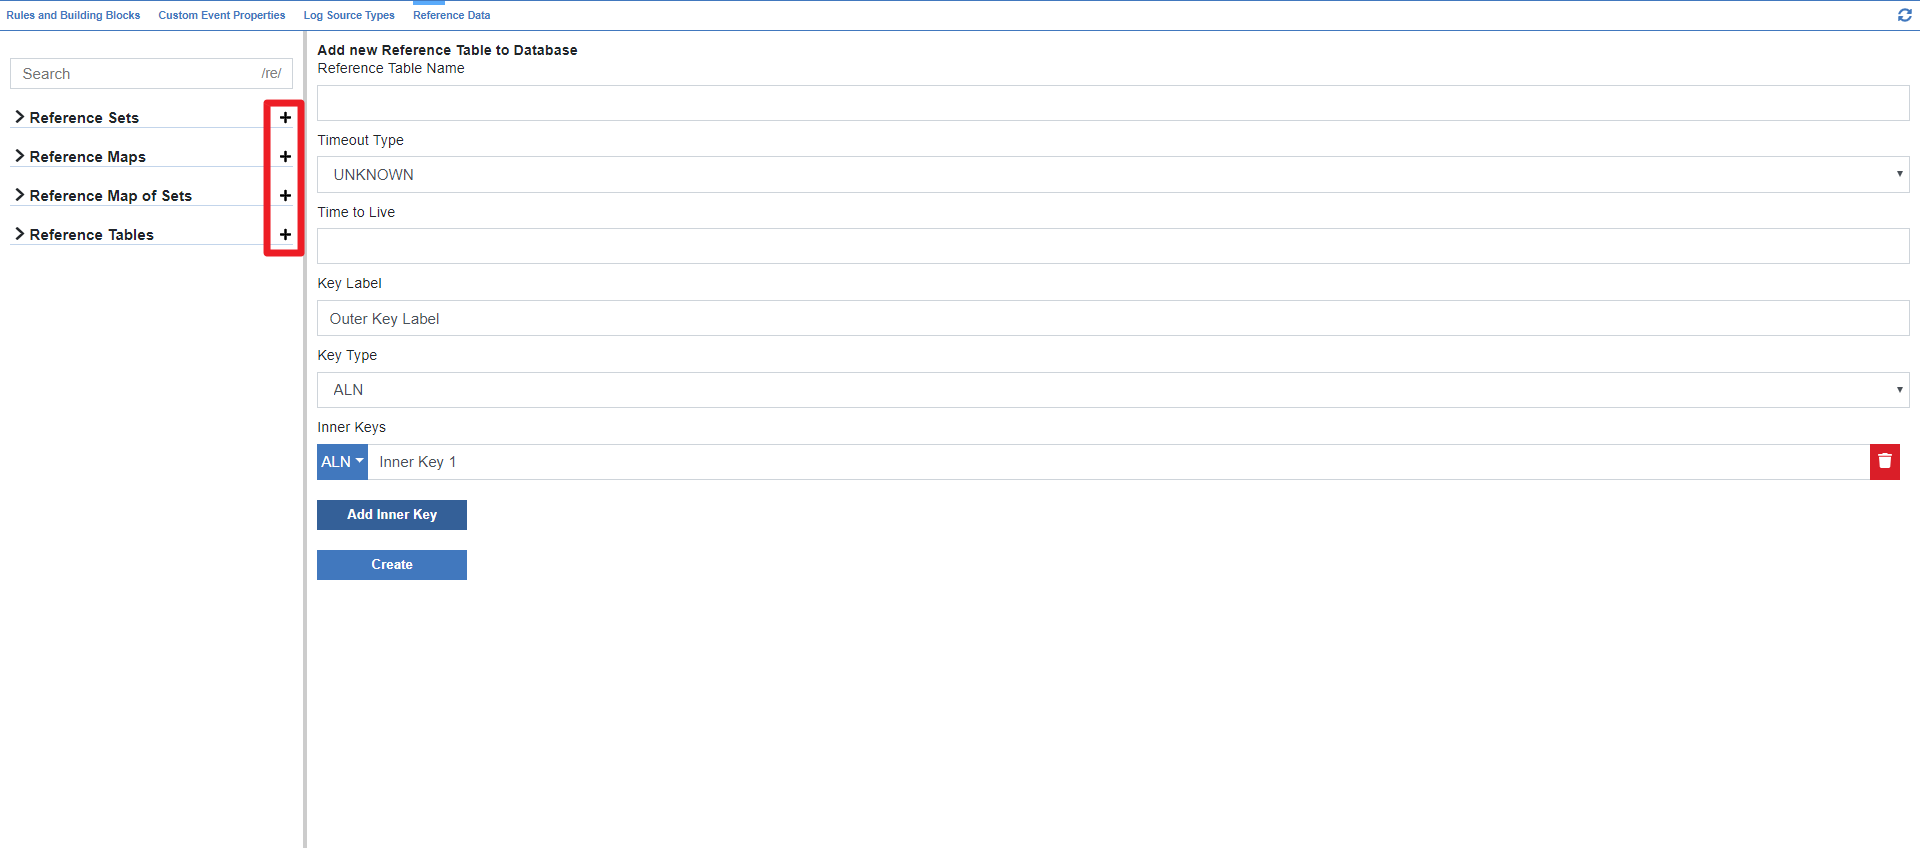 Rules and Building Blocks Custom Event Properties Log Source Types Reference Data
Search /re/
Reference Sets +
Reference Maps +
Reference Map of Sets +
Reference Tables +
Add new Reference Table to Database
Reference Table Name
Timeout Type
UNKNOWN
Time to Live
Key Label
Outer Key Label
Key Type
ALN
Inner Keys
ALN Inner Key 1
Add Inner Key
Create